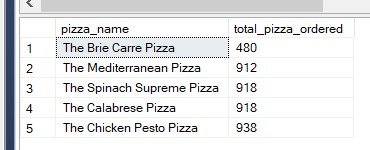 pizza_name total_pizza_ordered
1 The Brie Carre Pizza 480
2 The Mediterranean Pizza 912
3 The Spinach Supreme Pizza 918
4 The Calabrese Pizza 918
5 The Chicken Pesto Pizza 938